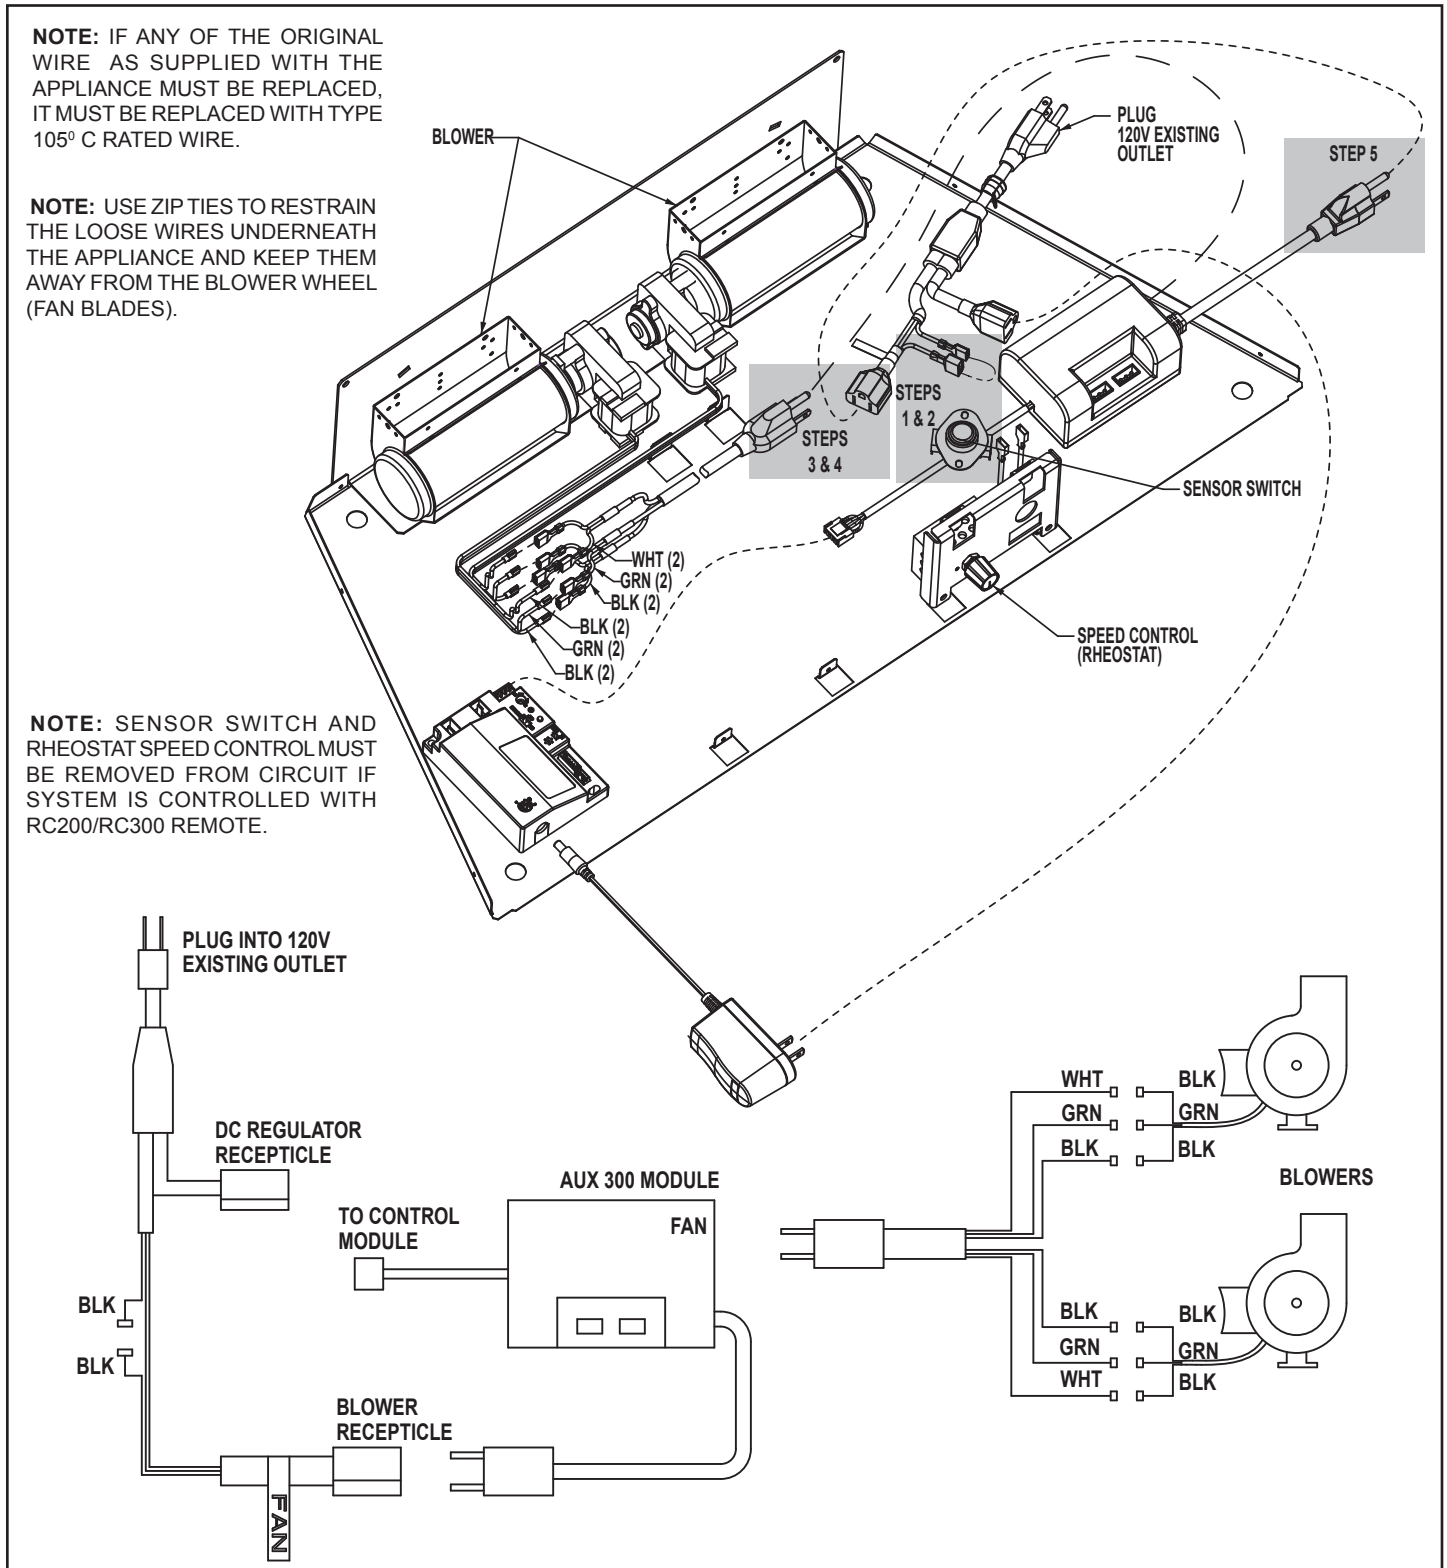 NOTE: IF ANY OF THE ORIGINAL
WIRE AS SUPPLIED WITH THE
APPLIANCE MUST BE REPLACED,
IT MUST BE REPLACED WITH TYPE
105⁰ C RATED WIRE.
NOTE: USE ZIP TIES TO RESTRAIN
THE LOOSE WIRES UNDERNEATH
THE APPLIANCE AND KEEP THEM
AWAY FROM THE BLOWER WHEEL
(FAN BLADES).
BLOWER
PLUG
120V EXISTING
OUTLET
STEP 5
STEPS
1 & 2
STEPS
3 & 4
SENSOR SWITCH
WHT (2)
GRN (2)
BLK (2)
BLK (2)
GRN (2)
BLK (2)
SPEED CONTROL
(RHEOSTAT)
NOTE: SENSOR SWITCH AND
RHEOSTAT SPEED CONTROL MUST
BE REMOVED FROM CIRCUIT IF
SYSTEM IS CONTROLLED WITH
RC200/RC300 REMOTE.
PLUG INTO 120V
EXISTING OUTLET
DC REGULATOR
RECEPTICLE
BLK
BLK
BLOWER
RECEPTICLE
FAN
TO CONTROL
MODULE
AUX 300 MODULE
FAN
WHT
GRN
BLK
BLK
GRN
BLK
BLOWERS
BLK
GRN
WHT
BLK
GRN
BLK